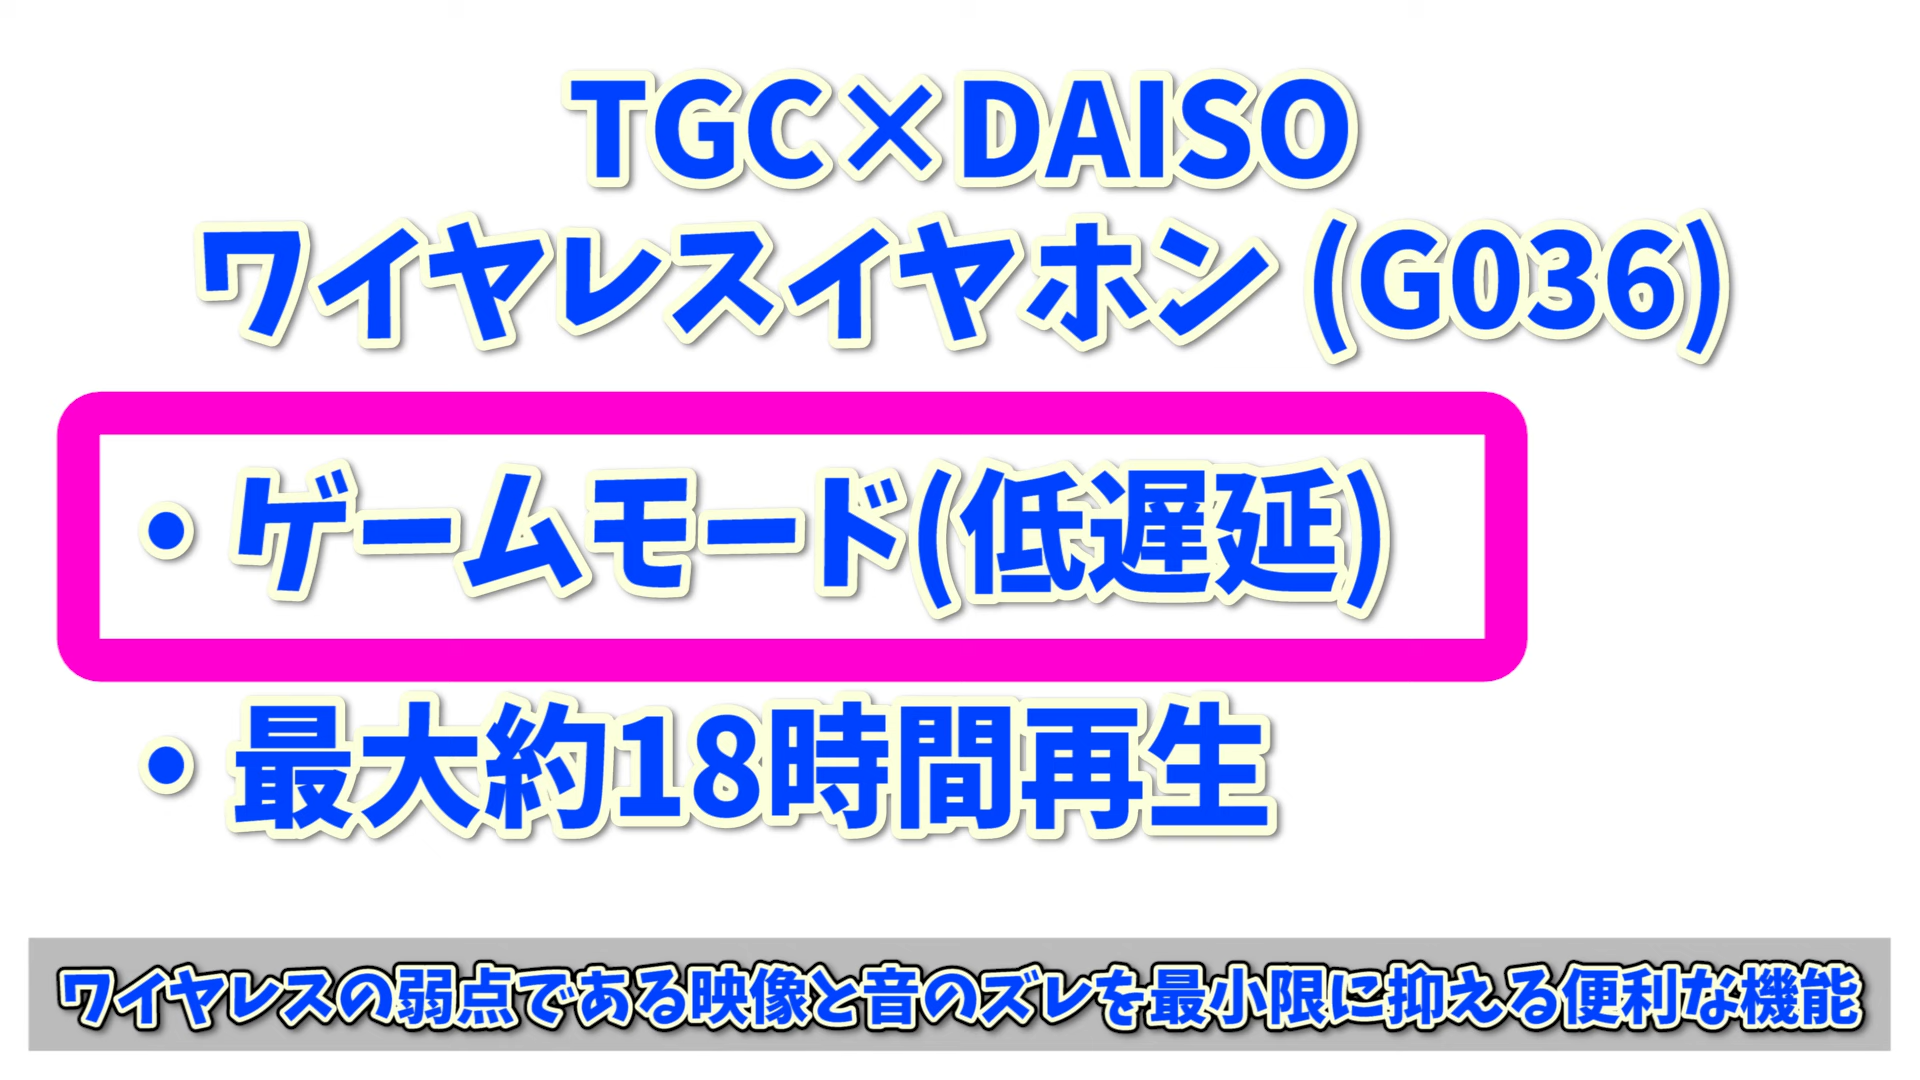 TGC×DAISO
ワイヤレスイヤホン (G036)
・ゲームモード(低遅延)
・最大約18時間再生
ワイヤレスの弱点である映像と音のズレを最小限に抑える便利な機能